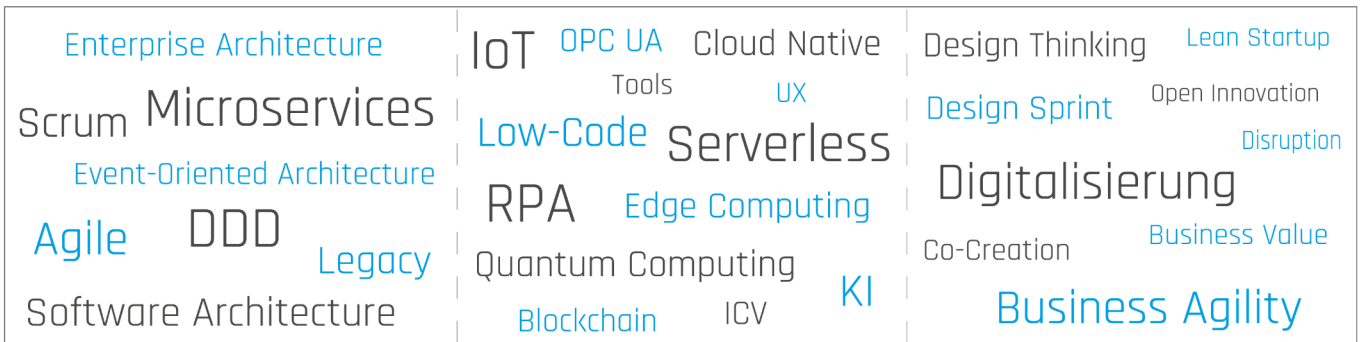 Enterprise Architecture
Scrum Microservices
Event-Oriented Architecture
Agile DDD
Legacy
Software Architecture
IoT OPC UA Cloud Native
Tools UX
Low-Code Serverless
RPA Edge Computing
Quantum Computing
KI
Blockchain ICV
Design Thinking Lean Startup
Design Sprint Open Innovation
Disruption
Digitalisierung
Co-Creation Business Value
Business Agility